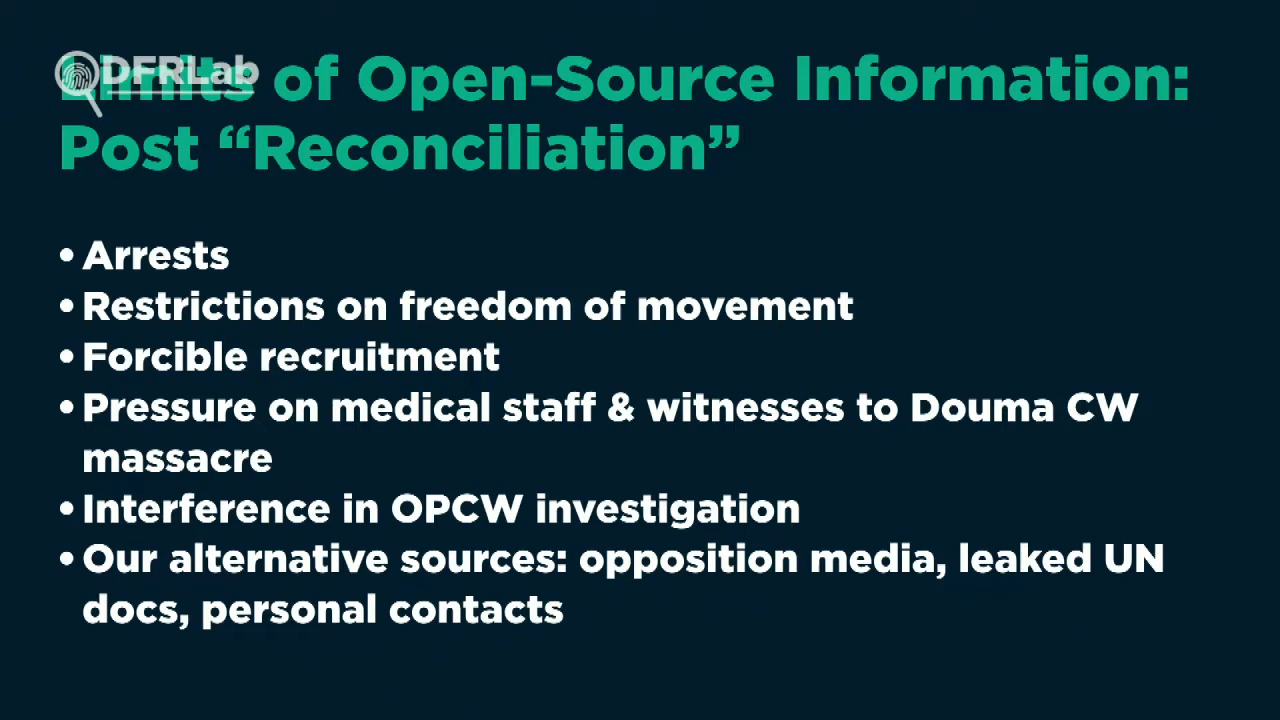 DFRLab
Limits of Open-Source Information:
Post “Reconciliation”
• Arrests
• Restrictions on freedom of movement
• Forcible recruitment
• Pressure on medical staff & witnesses to Douma CW
massacre
• Interference in OPCW investigation
• Our alternative sources: opposition media, leaked UN
docs, personal contacts